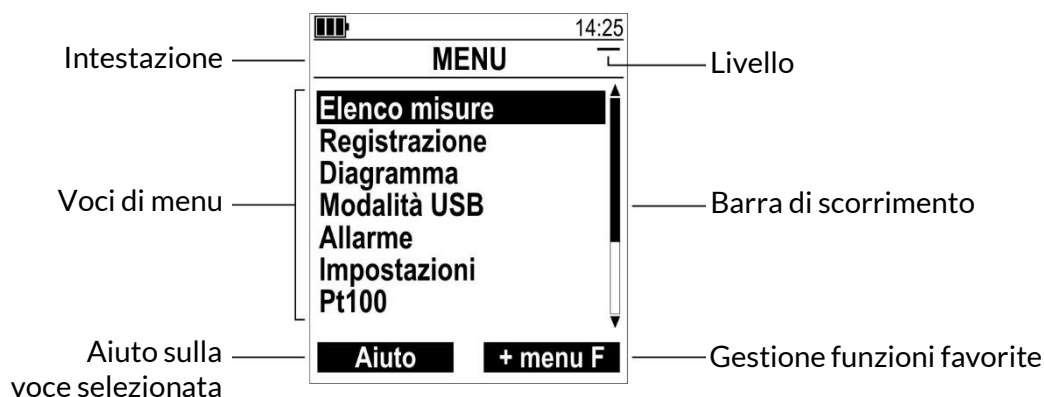 14:25
Intestazione
MENU
Livello
Elenco misure
Registrazione
Diagramma
Voci di menu
Modalità USB
Barra di scorrimento
Allarme
Impostazioni
Pt100
Aiuto sulla
voce selezionata
Aiuto
+ menu F
Gestione funzioni favorite